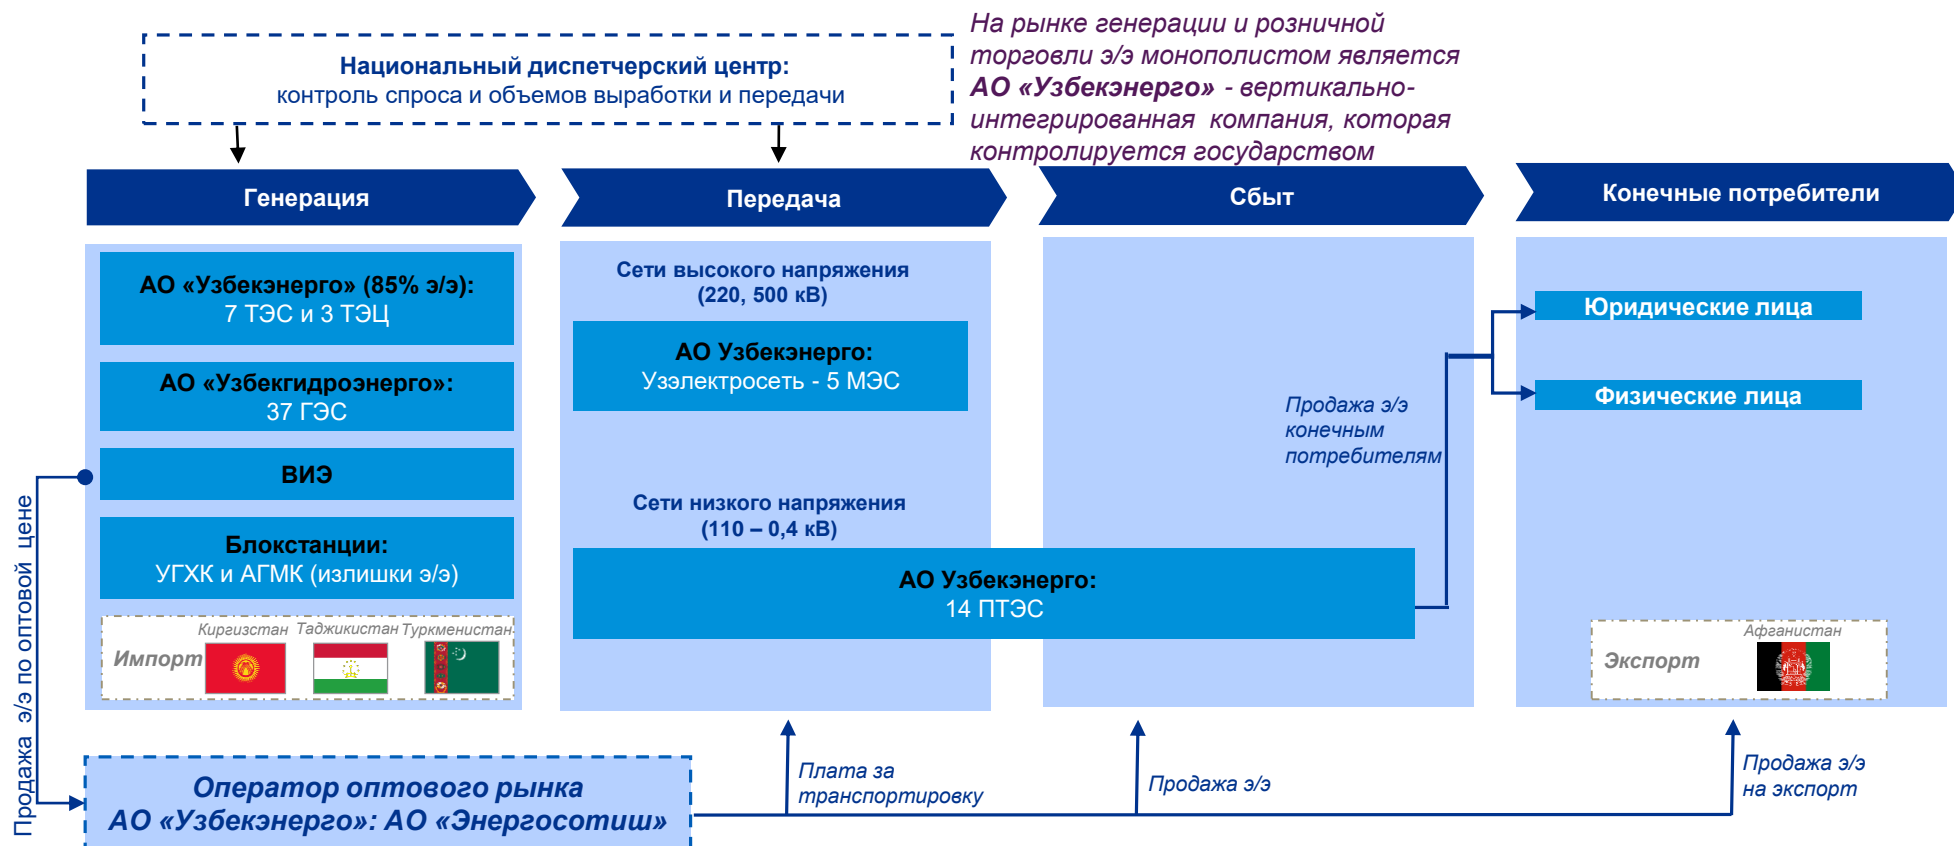 На рынке генерации и розничной
торговли э/э монополистом является
АО «Узбекэнерго» - вертикально-
интегрированная компания, которая
контролируется государством
Национальный диспетчерский центр:
контроль спроса и объемов выработки и передачи
Генерация
Передача
Сбыт
Конечные потребители
АО «Узбекэнерго» (85% э/э):
7 ТЭС и 3 ТЭЦ
АО «Узбекгидроэнерго»:
37 ГЭС
ВИЭ
Блокстанции:
УГХК и АГМК (излишки э/э)
Киргизстан Таджикистан Туркменистан
Импорт
Сети высокого напряжения
(220, 500 кВ)
АО Узбекэнерго:
Узэлектросеть - 5 МЭС
Сети низкого напряжения
(110 – 0,4 кВ)
АО Узбекэнерго:
14 ПТЭС
Продажа э/э
конечным
потребителям
Юридические лица
Физические лица
Афганистан
Экспорт
Продажа э/э по оптовой цене
Оператор оптового рынка
АО «Узбекэнерго»: АО «Энергосотиш»
Плата за
транспортировку
Продажа э/э
Продажа э/э
на экспорт